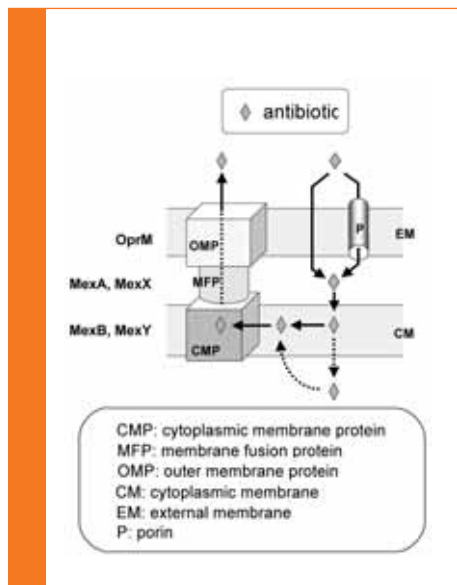 antibiotic
OprM
OMP
P
EM
MexA, MexX
MFP
MexB, MexY
CMP
CM
CMP: cytoplasmic membrane protein
MFP: membrane fusion protein
OMP: outer membrane protein
CM: cytoplasmic membrane
EM: external membrane
P: porin